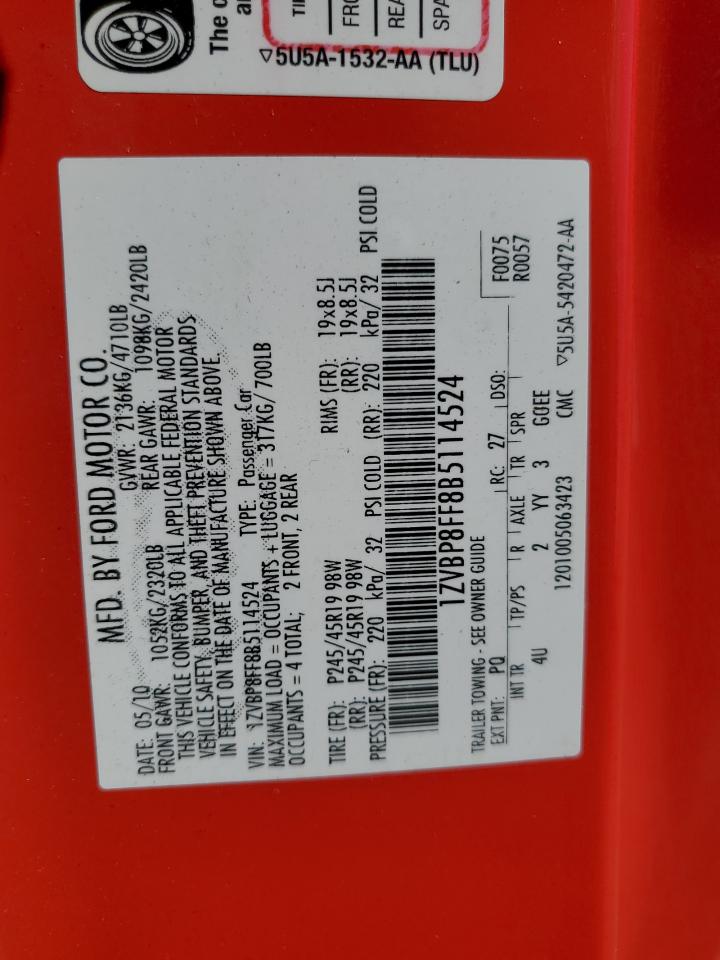 The c
an
TI
FRO
REA
SPA
▽5U5A-1532-AA (TLU)
MFD. BY FORD MOTOR CO.
DATE: 05/10 GVWR: 2136KG/4710LB
FRONT GAWR: 1052KG/2320LB REAR GAWR: 1098KG/2420LB
THIS VEHICLE CONFORMS TO ALL APPLICABLE FEDERAL MOTOR
VEHICLE SAFETY, BUMPER, AND THEFT PREVENTION STANDARDS
IN EFFECT ON THE DATE OF MANUFACTURE SHOWN ABOVE.
VIN: 1ZVBP8FF8B5114524 TYPE: Passenger Car
MAXIMUM LOAD = OCCUPANTS + LUGGAGE = 317KG/700LB
OCCUPANTS = 4 TOTAL; 2 FRONT, 2 REAR
TIRE (FR): P245/45R19 98W RIMS (FR): 19x8.5J
(RR): P245/45R19 98W (RR): 19x8.5J
PRESSURE (FR): 220 kPa/ 32 PSI COLD (RR): 220 kPa/ 32 PSI COLD
1ZVBP8FF8B5114524
TRAILER TOWING - SEE OWNER GUIDE
EXT PNT: PQ RC: 27 DSO: F0075
R0057
INT TR TP/PS R AXLE TR SPR
4U 2 YY 3 GOEE
1201005063423 CMC ▽5U5A-5420472-AA